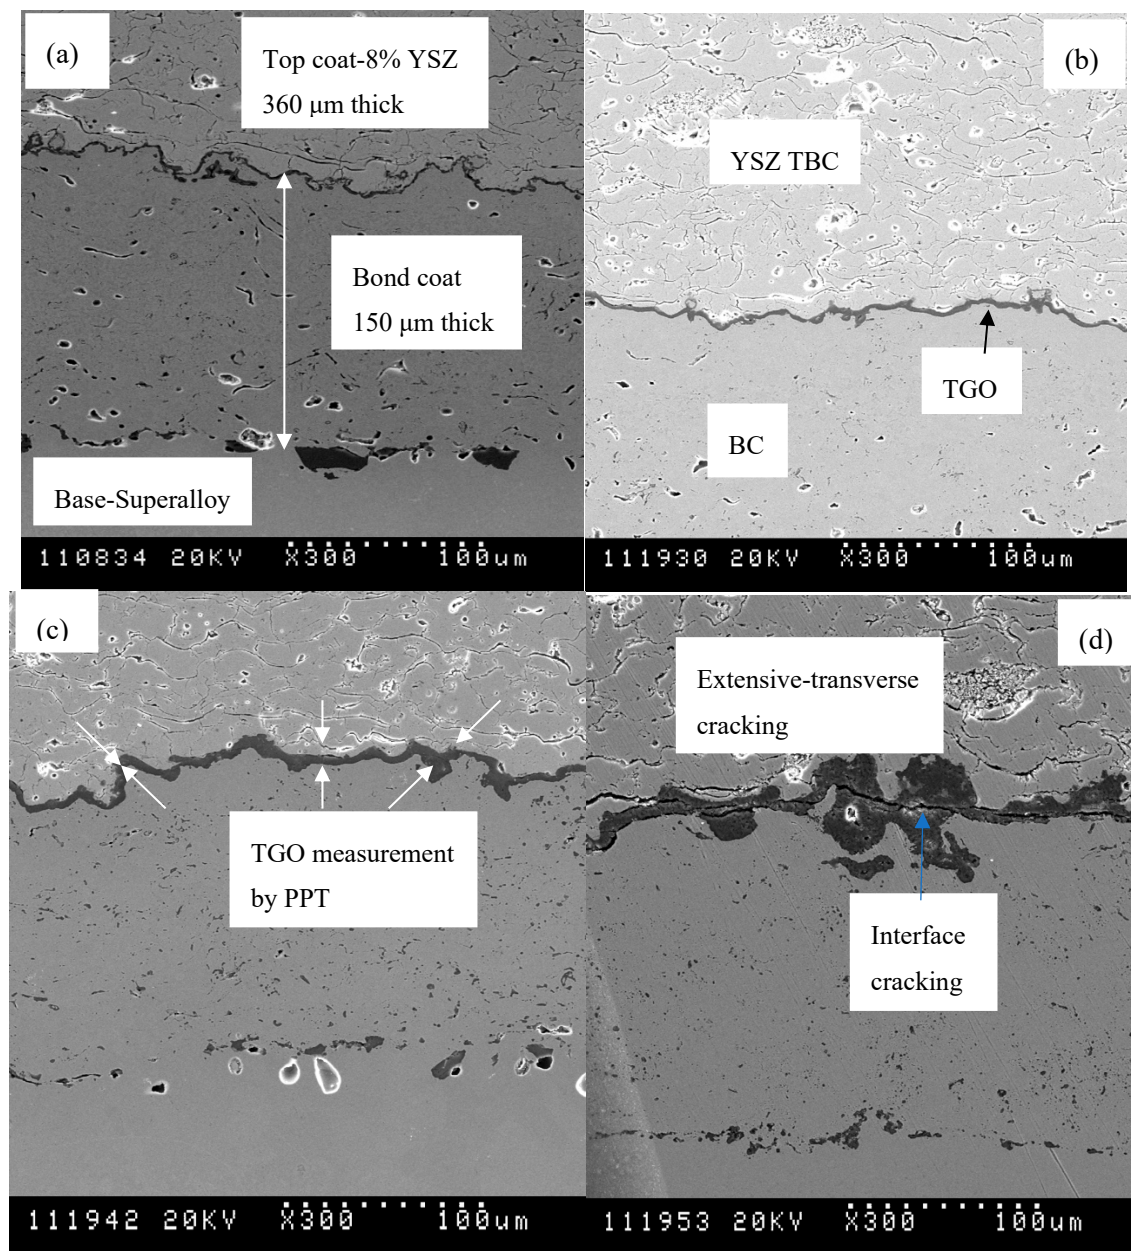 (a)
Top coat-8% YSZ
360 μm thick
Bond coat
150 μm thick
Base-Superalloy
110834 20KV X300 100um
(b)
YSZ TBC
TGO
BC
111930 20KV X300 100um
(c)
TGO measurement
by PPT
111942 20KV X300 100um
(d)
Extensive-transverse
cracking
Interface
cracking
111953 20KV X300 100um